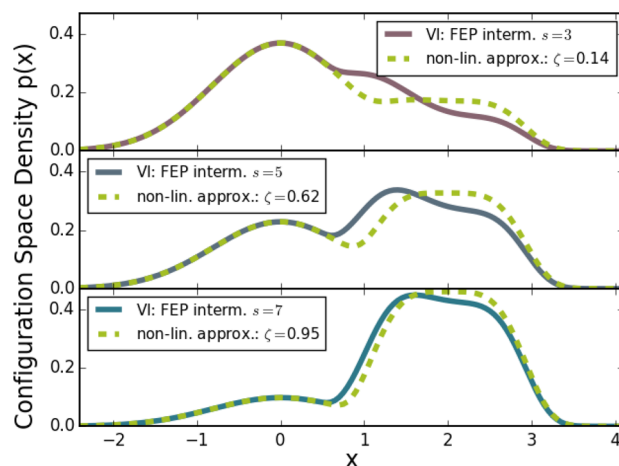 Configuration Space Density p(x)
0.4
0.2
0.0
VI: FEP interm. s=3
non-lin. approx.: ζ=0.14
0.4
0.2
0.0
VI: FEP interm. s=5
non-lin. approx.: ζ=0.62
0.4
0.2
0.0
VI: FEP interm. s=7
non-lin. approx.: ζ=0.95
−2 −1 0 1 2 3 4
x